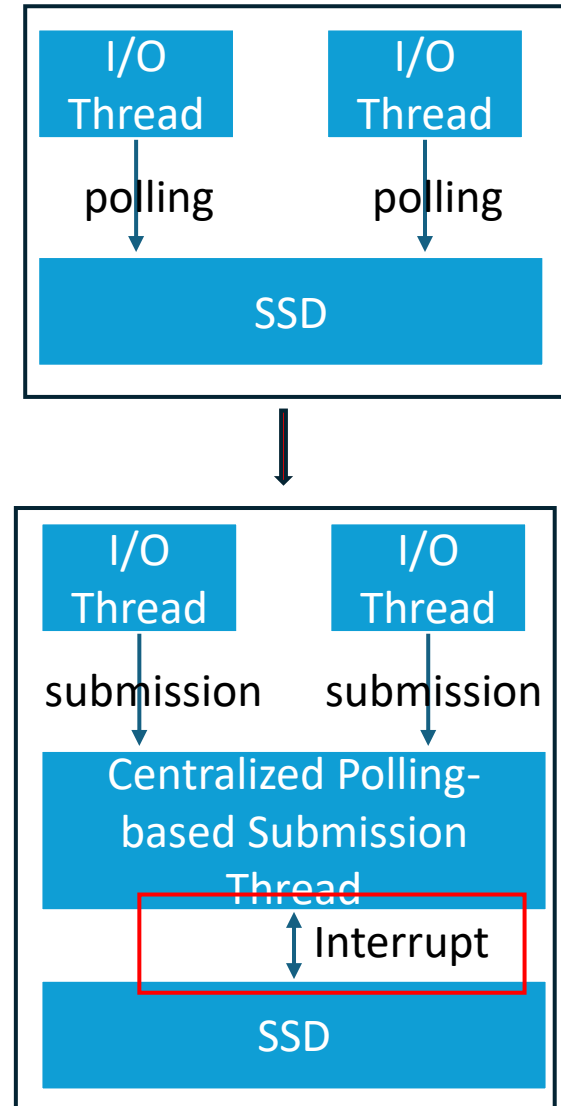 I/O
Thread
I/O
Thread
polling
polling
SSD
I/O
Thread
I/O
Thread
submission
submission
Centralized Polling-
based Submission
Thread
Interrupt
SSD